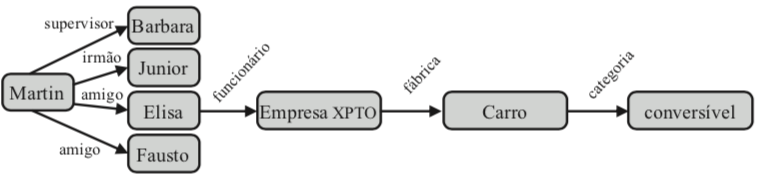 supervisor
Barbara
irmão
Junior
Martin
amigo
Elisa
funcionário
Empresa XPTO
fábrica
Carro
categoria
conversível
amigo
Fausto